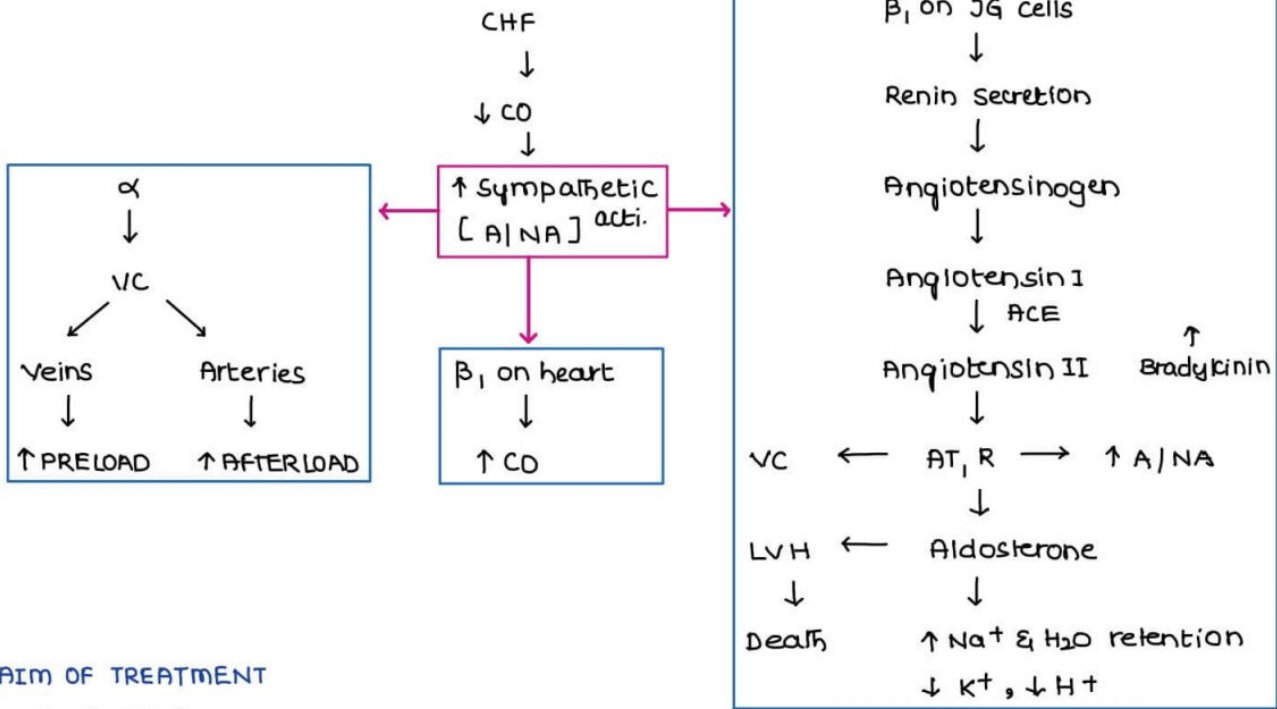 CHF
↓
↓ CO
↓
↑ Sympathetic
[A/NA] acti.
α
↓
VC
Veins Arteries
↓ ↓
↑ PRELOAD ↑ AFTERLOAD
β₁ on heart
↓
↑ CO
β₁ on JG cells
↓
Renin secretion
↓
Angiotensinogen
↓
Angiotensin I
↓ ACE
↑
Angiotensin II Bradykinin
↓
VC ← AT₁ R → ↑ A/NA
↓
LVH ← Aldosterone
↓ ↓
Death ↑ Na⁺ & H₂O retention
↓ K⁺, ↓ H⁺
AIM OF TREATMENT